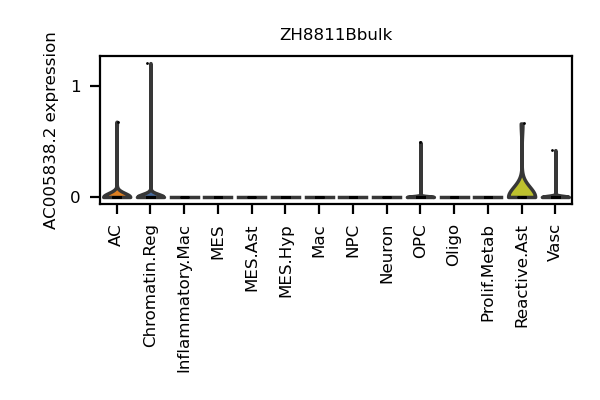 ZH8811Bbulk
AC005838.2 expression
1
0
AC
Chromatin.Reg
Inflammatory.Mac
MES
MES.Ast
MES.Hyp
Mac
NPC
Neuron
OPC
Oligo
Prolif.Metab
Reactive.Ast
Vasc